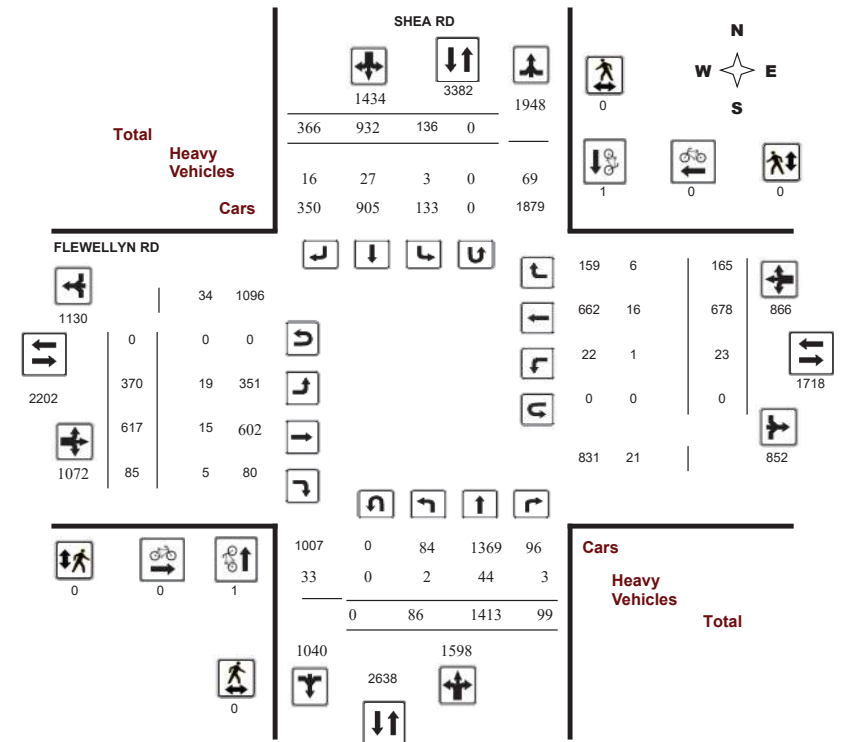 SHEA RD
N
W E
S
1434 3382 1948
0
366 932 136 0
Total
Heavy
Vehicles
16 27 3 0 69
1 0 0
Cars 350 905 133 0 1879
FLEWELLYN RD
34 1096
159 6 165
1130
662 16 678 866
0 0 0
22 1 23
370 19 351
1718
2202
0 0 0
617 15 602
1072 85 5 80
831 21 852
1007 0 84 1369 96
Cars
33 0 2 44 3
Heavy
Vehicles
0 0 1
0 86 1413 99
Total
1040 1598
2638
0